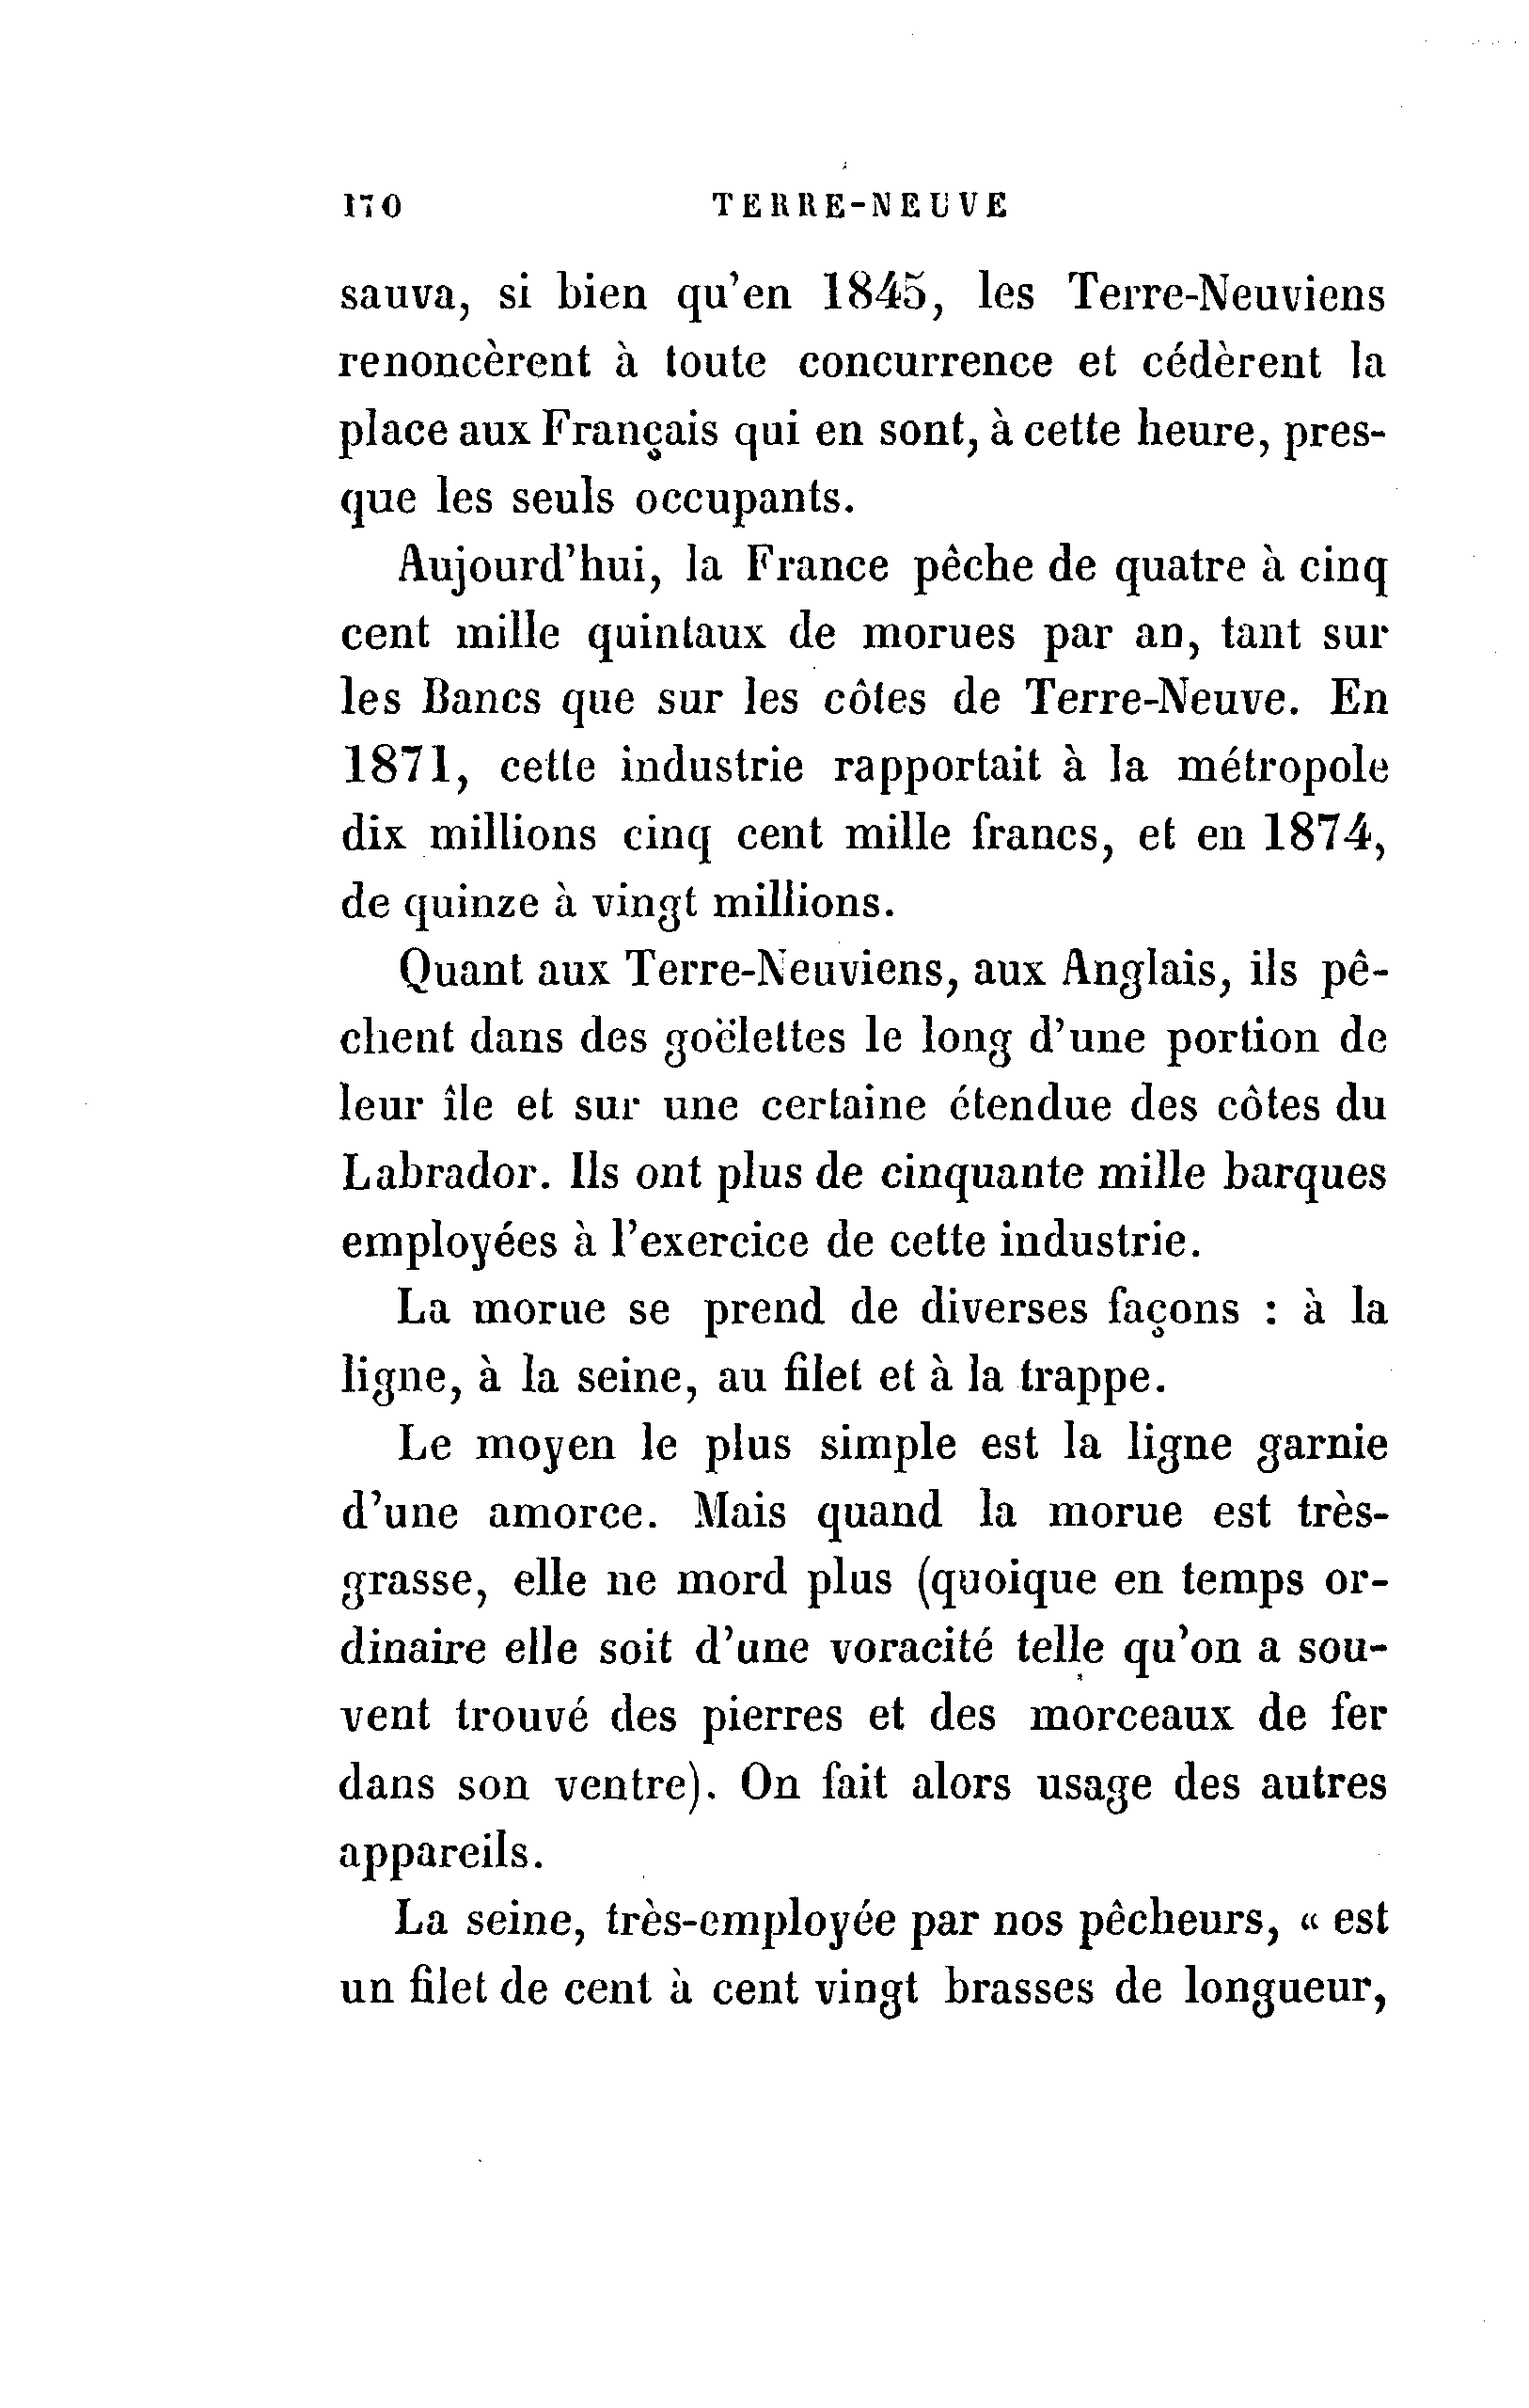 170 TERRE-NEUVE
sauva, si bien qu'en 1845, les Terre-Neuviens
renoncèrent à toute concurrence et cédèrent la
place aux Français qui en sont, à cette heure, pres-
que les seuls occupants.
Aujourd'hui, la France pêche de quatre à cinq
cent mille quintaux de morues par an, tant sur
les Bancs que sur les côtes de Terre-Neuve. En
1871, cette industrie rapportait à la métropole
dix millions cinq cent mille francs, et en 1874,
de quinze à vingt millions.
Quant aux Terre-Neuviens, aux Anglais, ils pê-
chent dans des goëlettes le long d'une portion de
leur île et sur une certaine étendue des côtes du
Labrador. Ils ont plus de cinquante mille barques
employées à l'exercice de cette industrie.
La morue se prend de diverses façons : à la
ligne, à la seine, au filet et à la trappe.
Le moyen le plus simple est la ligne garnie
d'une amorce. Mais quand la morue est très-
grasse, elle ne mord plus (quoique en temps or-
dinaire elle soit d'une voracité telle qu'on a sou-
vent trouvé des pierres et des morceaux de fer
dans son ventre). On fait alors usage des autres
appareils.
La seine, très-employée par nos pêcheurs, « est
un filet de cent à cent vingt brasses de longueur,